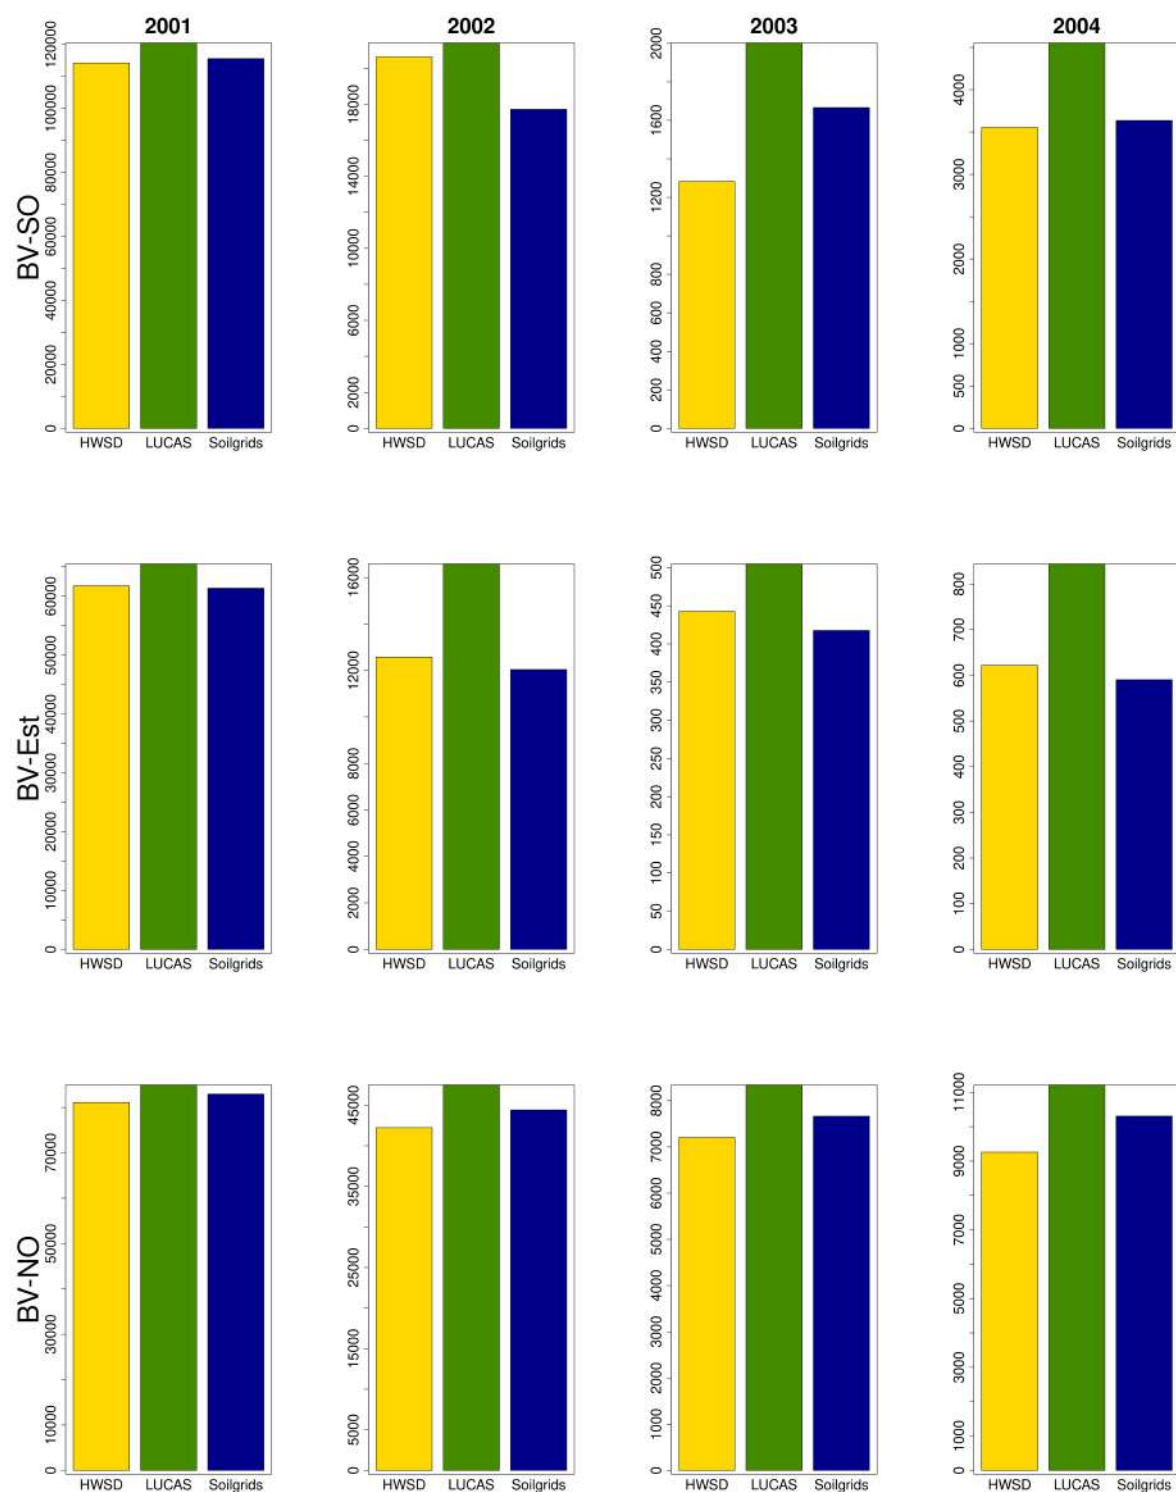 2001 2002 2003 2004
BV-SO
0 20000 40000 60000 80000 100000 120000
HWSD LUCAS Soilgrids
0 2000 6000 10000 14000 18000
HWSD LUCAS Soilgrids
0 200 400 600 800 1200 1600 2000
HWSD LUCAS Soilgrids
0 500 1000 2000 3000 4000
HWSD LUCAS Soilgrids
BV-Est
0 10000 20000 30000 40000 50000 60000
HWSD LUCAS Soilgrids
0 2000 4000 6000 8000 12000 16000
HWSD LUCAS Soilgrids
0 50 100 150 200 250 300 350 400 450 500
HWSD LUCAS Soilgrids
0 100 200 300 400 500 600 700 800
HWSD LUCAS Soilgrids
BV-NO
0 10000 30000 50000 70000
HWSD LUCAS Soilgrids
0 5000 15000 25000 35000 45000
HWSD LUCAS Soilgrids
0 1000 2000 3000 4000 5000 6000 7000 8000
HWSD LUCAS Soilgrids
0 1000 3000 5000 7000 9000 11000
HWSD LUCAS Soilgrids